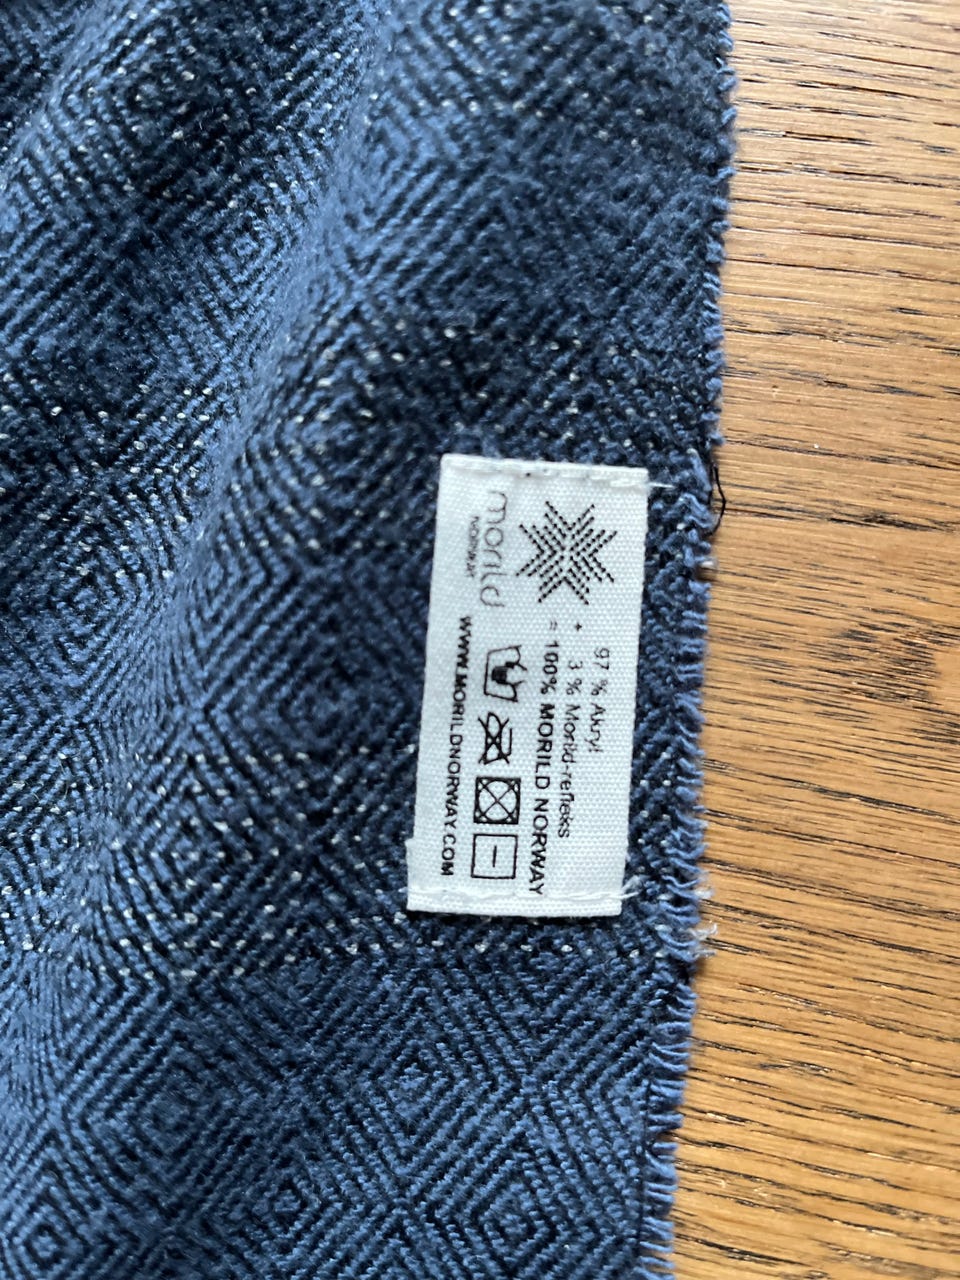 97 % Akryl
+ 3 % Morild-refleks
= 100% MORILD NORWAY
morild
NORWAY
WWW.MORILDNORWAY.COM